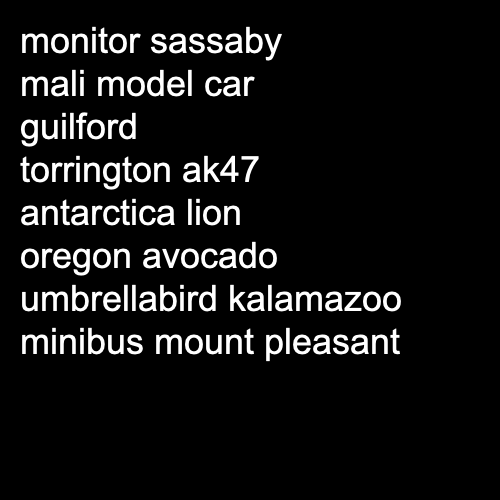 monitor sassaby
mali model car
guilford
torrington ak47
antarctica lion
oregon avocado
umbrellabird kalamazoo
minibus mount pleasant